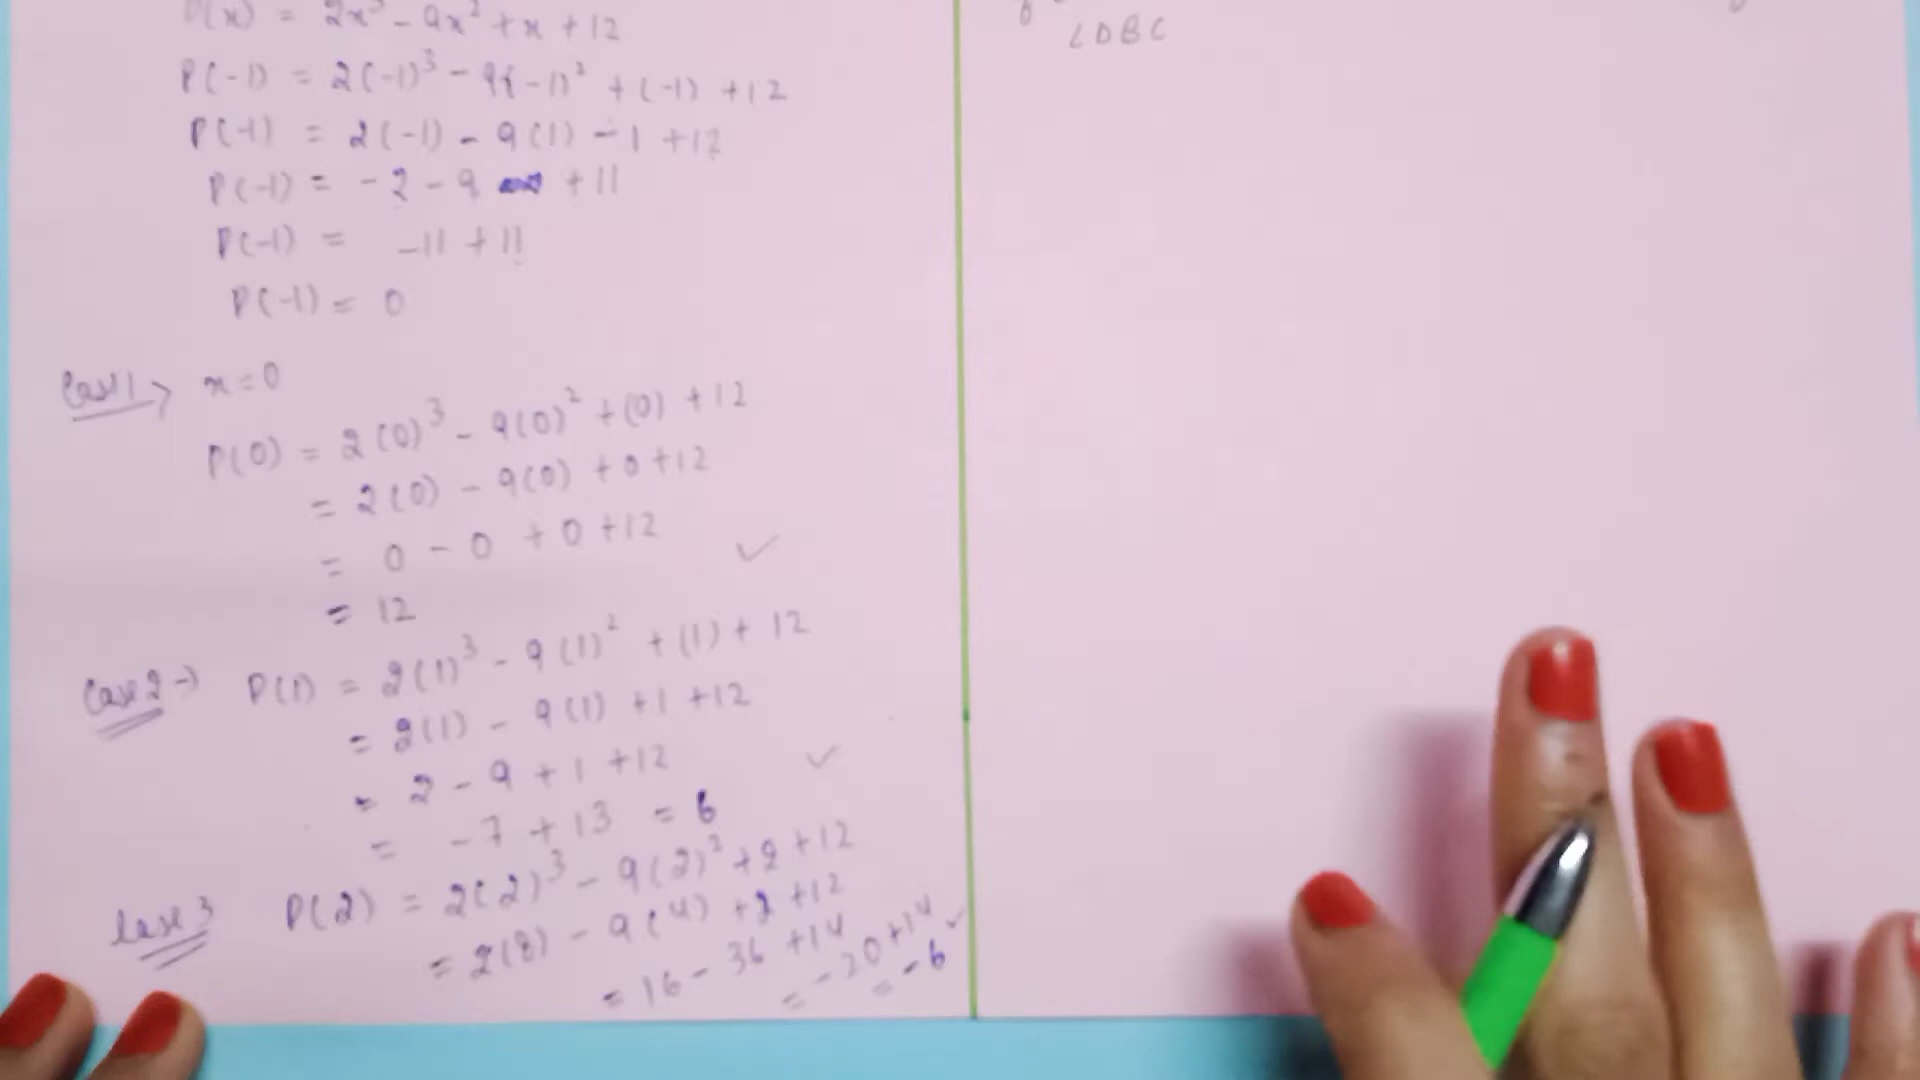 P(x) = 2x³ - 9x² + x + 12
P(-1) = 2(-1)³ - 9(-1)² + (-1) + 12
P(-1) = 2(-1) - 9(1) - 1 + 12
P(-1) = -2 - 9 + 11
P(-1) = -11 + 11
P(-1) = 0
Case 1 > x = 0
P(0) = 2(0)³ - 9(0)² + (0) + 12
= 2(0) - 9(0) + 0 + 12
= 0 - 0 + 0 + 12
= 12
Case 2 → P(1) = 2(1)³ - 9(1)² + (1) + 12
= 2(1) - 9(1) + 1 + 12
= 2 - 9 + 1 + 12
= -7 + 13 = 6
Case 3 P(2) = 2(2)³ - 9(2)² + 2 + 12
= 2(8) - 9(4) + 2 + 12
= 16 - 36 + 14
= -20 + 14
= -6
∠DBC